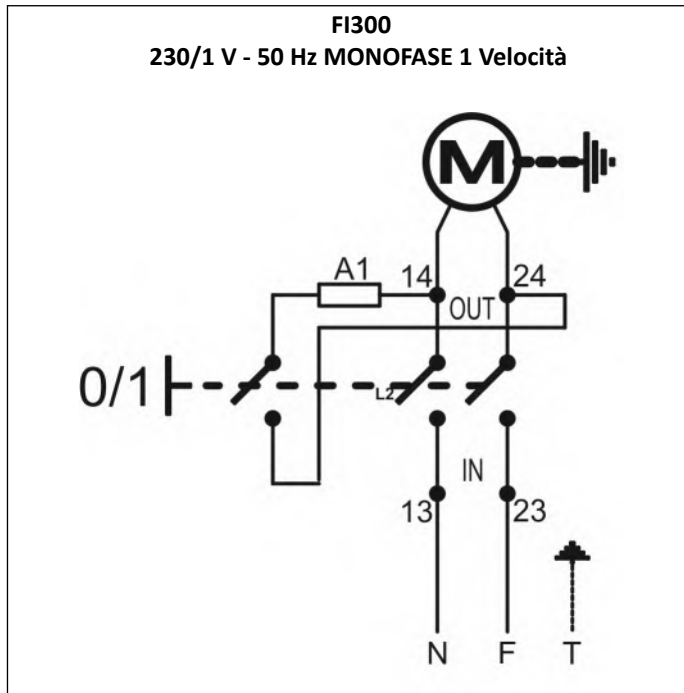 FI300
230/1 V - 50 Hz MONOFASE 1 Velocità
M
A1
14
24
OUT
0/1
L2
IN
13
23
N F T